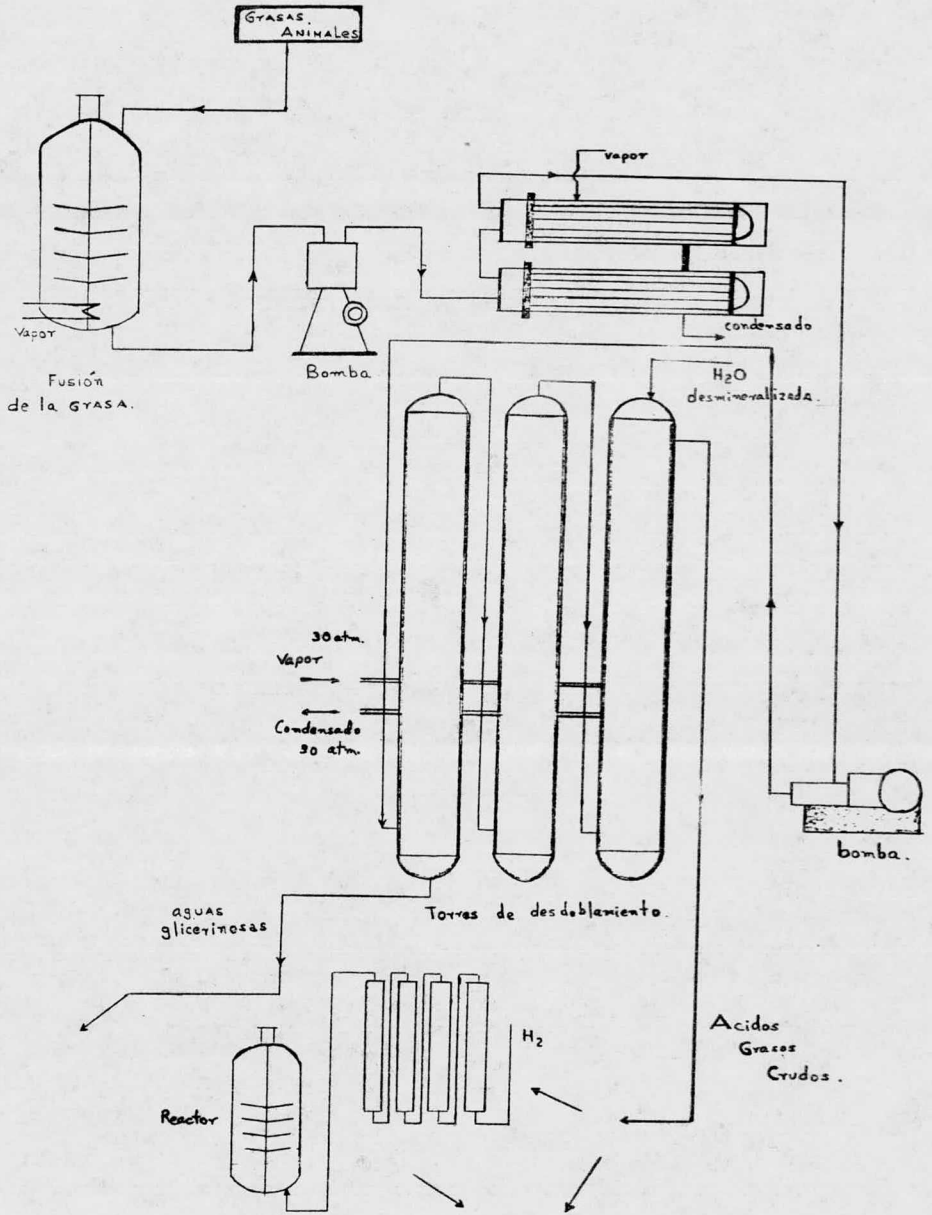 GRASAS
ANIMALES
vapor
condensado
Vapor
Fusión
de la GRASA.
Bomba
H2O
desmineralizada.
30 atm.
Vapor
Condensado
30 atm.
bomba.
Torres de desdoblamiento.
aguas
glicerinosas
H2
Acidos
Grasos
Crudos.
Reactor